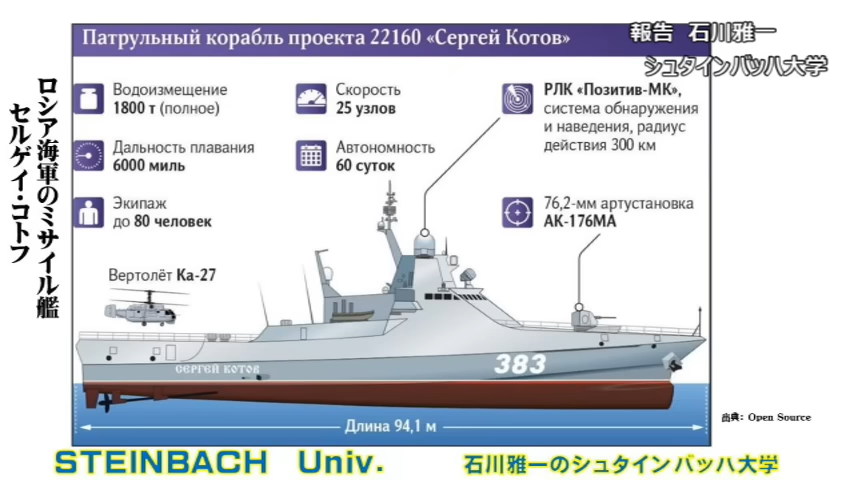 Патрульный корабль проекта 22160 «Сергей Котов»
報告 石川雅一
シュタインバッハ大学
ロシア海軍のミサイル艦
セルゲイ・コトフ
Водоизмещение
1800 т (полное)
Скорость
25 узлов
РЛК «Позитив-МК»,
система обнаружения
и наведения, радиус
действия 300 км
Дальность плавания
6000 миль
Автономность
60 суток
Экипаж
до 80 человек
76,2-мм артустановка
АК-176МА
Вертолёт Ка-27
СЕРГЕЙ КОТОВ
383
Длина 94,1 м
出典: Open Source
STEINBACH Univ.
石川雅一のシュタインバッハ大学